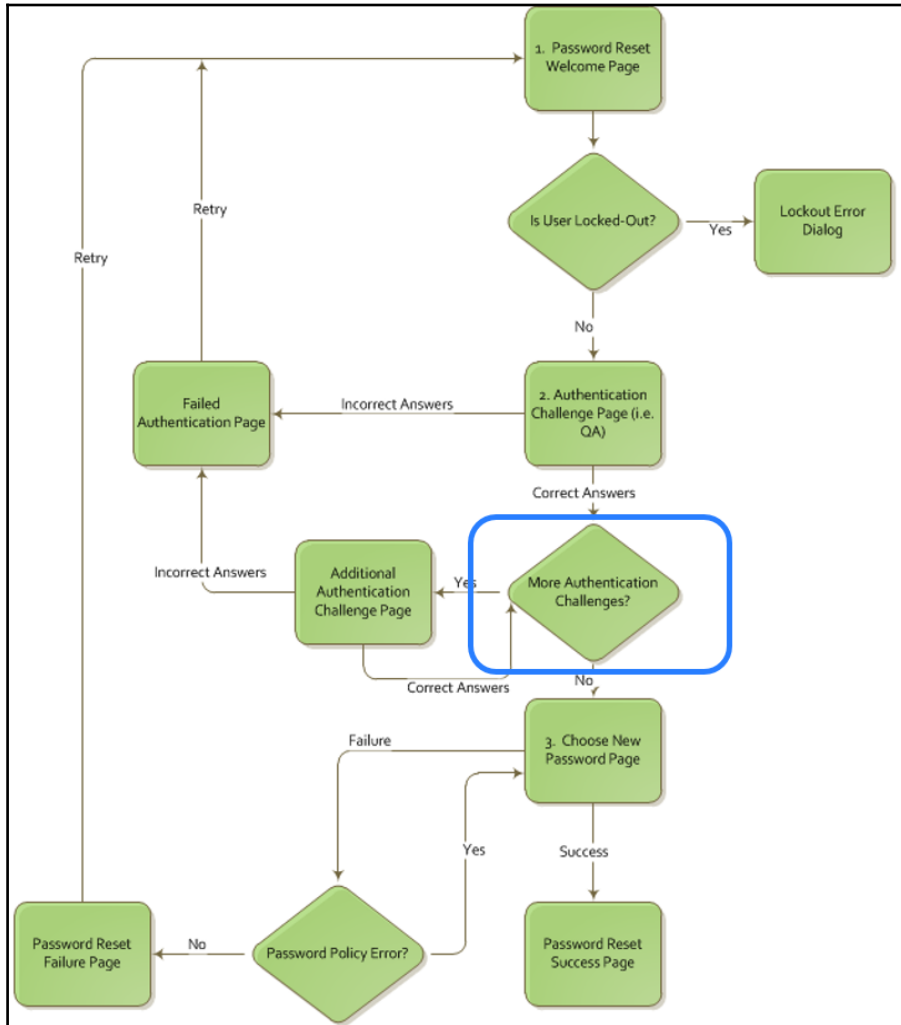 1. Password Reset
Welcome Page
Is User Locked-Out?
Yes
Lockout Error
Dialog
Retry
Retry
No
Failed
Authentication Page
Incorrect Answers
2. Authentication
Challenge Page (i.e.
QA)
Correct Answers
Incorrect Answers
Additional
Authentication
Challenge Page
Yes
More Authentication
Challenges?
Correct Answers
No
Failure
3. Choose New
Password Page
Yes
Success
Password Reset
Failure Page
No
Password Policy Error?
Password Reset
Success Page